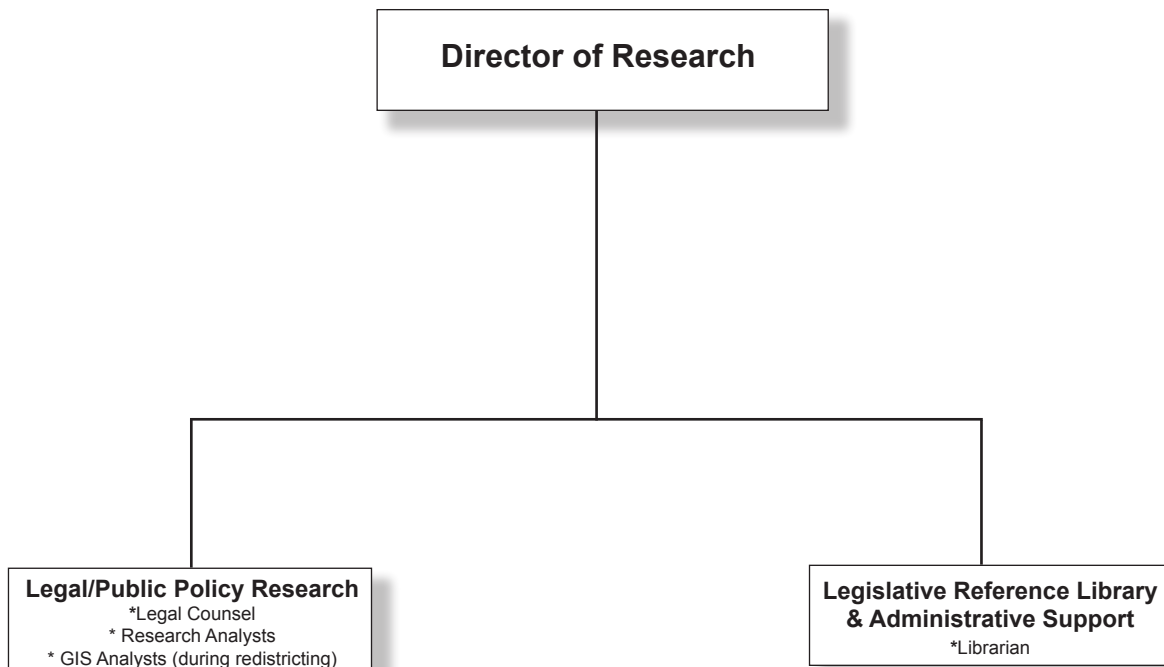 Director of Research
Legal/Public Policy Research
*Legal Counsel
* Research Analysts
* GIS Analysts (during redistricting)
Legislative Reference Library
& Administrative Support
*Librarian